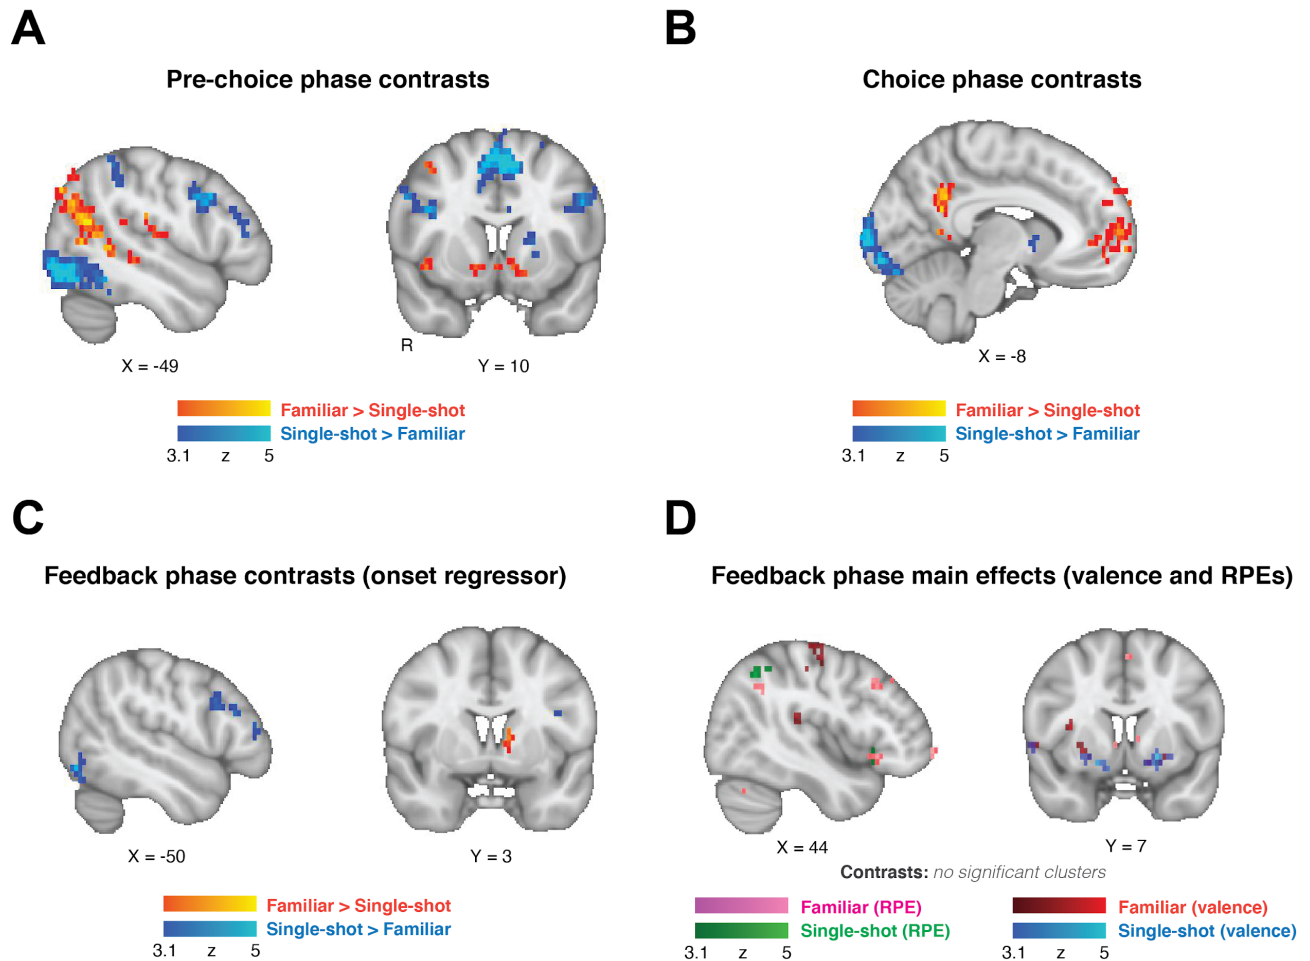 A
Pre-choice phase contrasts
R
X = -49
Y = 10
Familiar > Single-shot
Single-shot > Familiar
3.1 z 5
B
Choice phase contrasts
X = -8
Familiar > Single-shot
Single-shot > Familiar
3.1 z 5
C
Feedback phase contrasts (onset regressor)
X = -50
Y = 3
Familiar > Single-shot
Single-shot > Familiar
3.1 z 5
D
Feedback phase main effects (valence and RPEs)
X = 44
Y = 7
Contrasts: no significant clusters
Familiar (RPE)
Single-shot (RPE)
3.1 z 5
Familiar (valence)
Single-shot (valence)
3.1 z 5